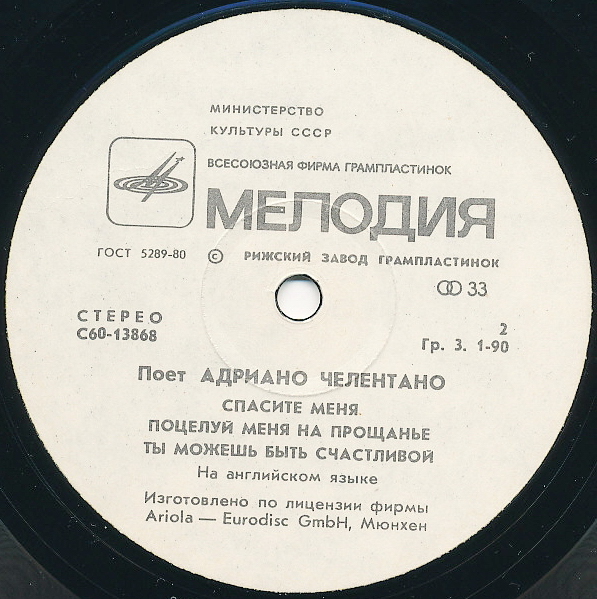 МИНИСТЕРСТВО
КУЛЬТУРЫ СССР
ВСЕСОЮЗНАЯ ФИРМА ГРАМПЛАСТИНОК
МЕЛОДИЯ
ГОСТ 5289-80 © РИЖСКИЙ ЗАВОД ГРАМПЛАСТИНОК
33
СТЕРЕО 2
С60-13868 Гр. 3. 1-90
Поет АДРИАНО ЧЕЛЕНТАНО
СПАСИТЕ МЕНЯ.
ПОЦЕЛУЙ МЕНЯ НА ПРОЩАНЬЕ
ТЫ МОЖЕШЬ БЫТЬ СЧАСТЛИВОЙ
На английском языке
Изготовлено по лицензии фирмы
Ariola — Eurodisc GmbH, Мюнхен